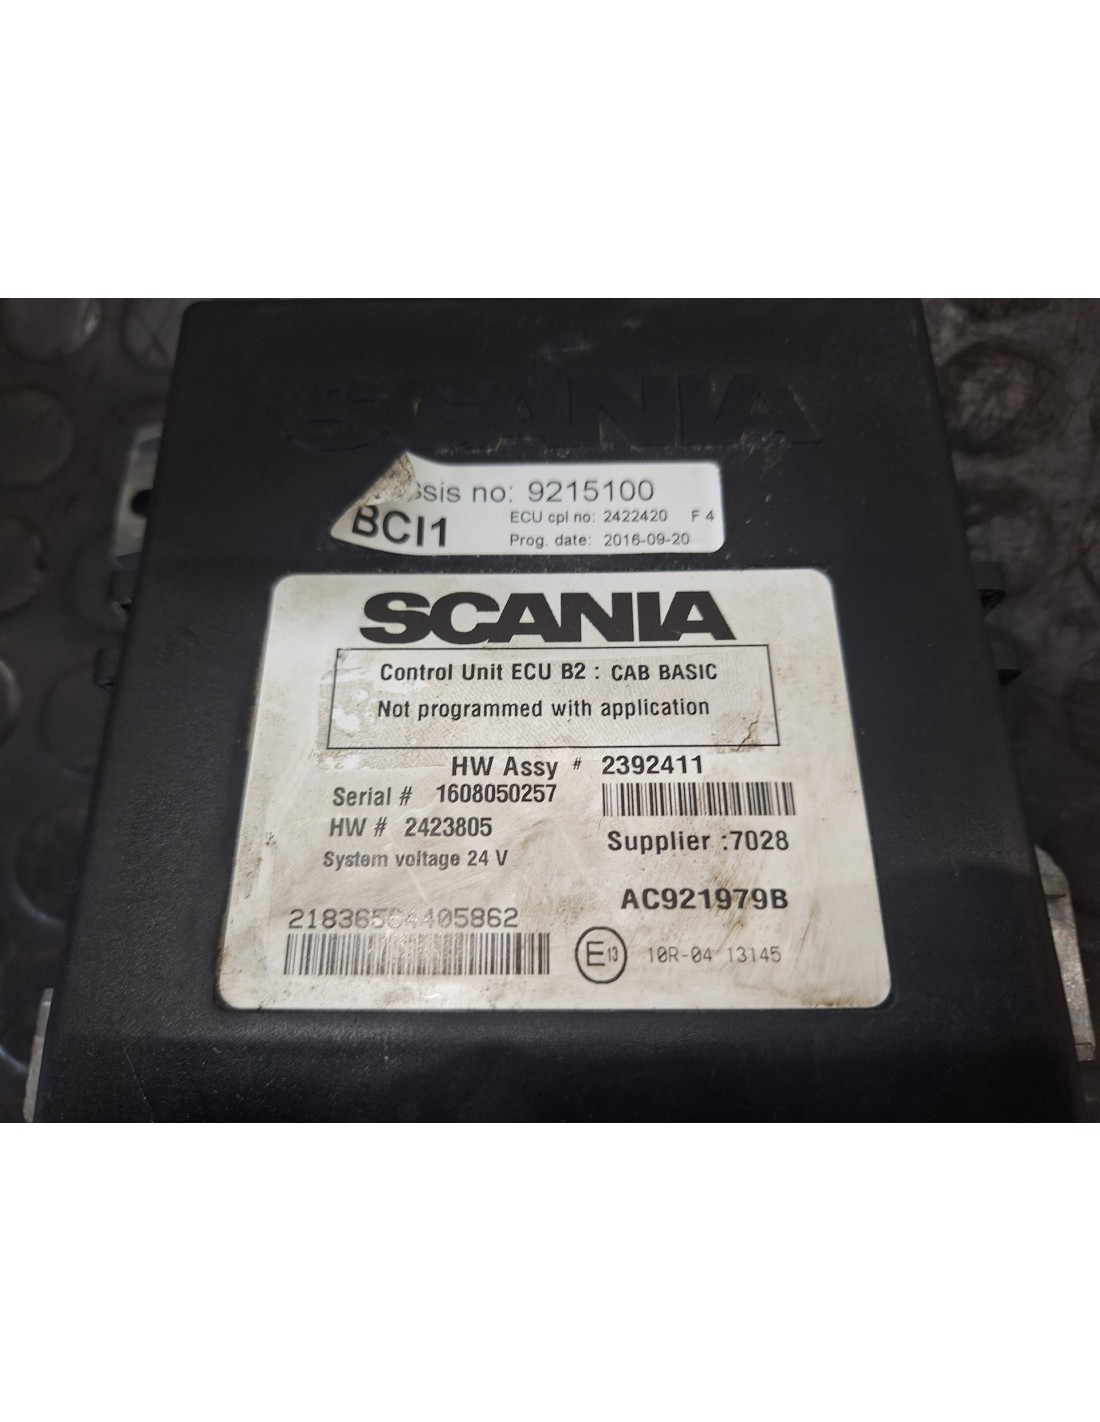 SCANIA
ssis no: 9215100
BCI1
ECU cpl no: 2422420 F 4
Prog. date: 2016-09-20
SCANIA
Control Unit ECU B2 : CAB BASIC
Not programmed with application
HW Assy # 2392411
Serial # 1608050257
HW # 2423805
Supplier :7028
System voltage 24 V
AC921979B
E13
10R-04 13145